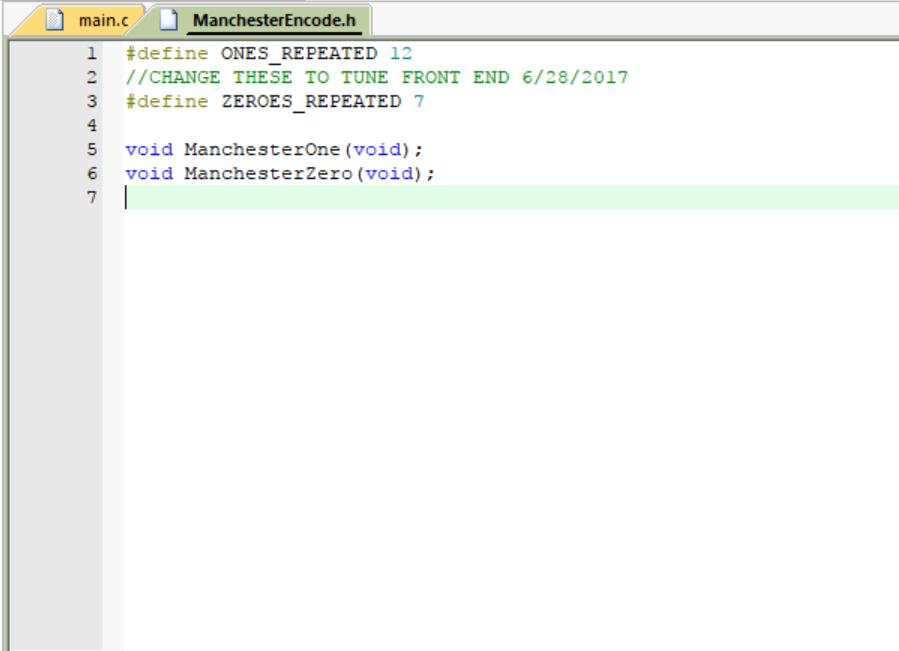 main.c ManchesterEncode.h
1 #define ONES_REPEATED 12
2 //CHANGE THESE TO TUNE FRONT END 6/28/2017
3 #define ZEROES_REPEATED 7
4
5 void ManchesterOne(void);
6 void ManchesterZero(void);
7